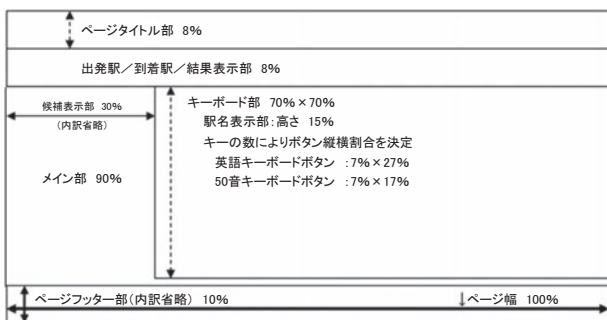 ページタイトル部 8%
出発駅／到着駅／結果表示部 8%
候補表示部 30%
(内訳省略)
メイン部 90%
キーボード部 70%×70%
駅名表示部:高さ 15%
キーの数によりボタン縦横割合を決定
英語キーボードボタン :7%×27%
50音キーボードボタン :7%×17%
ページフッター部(内訳省略) 10%
↓ページ幅 100%